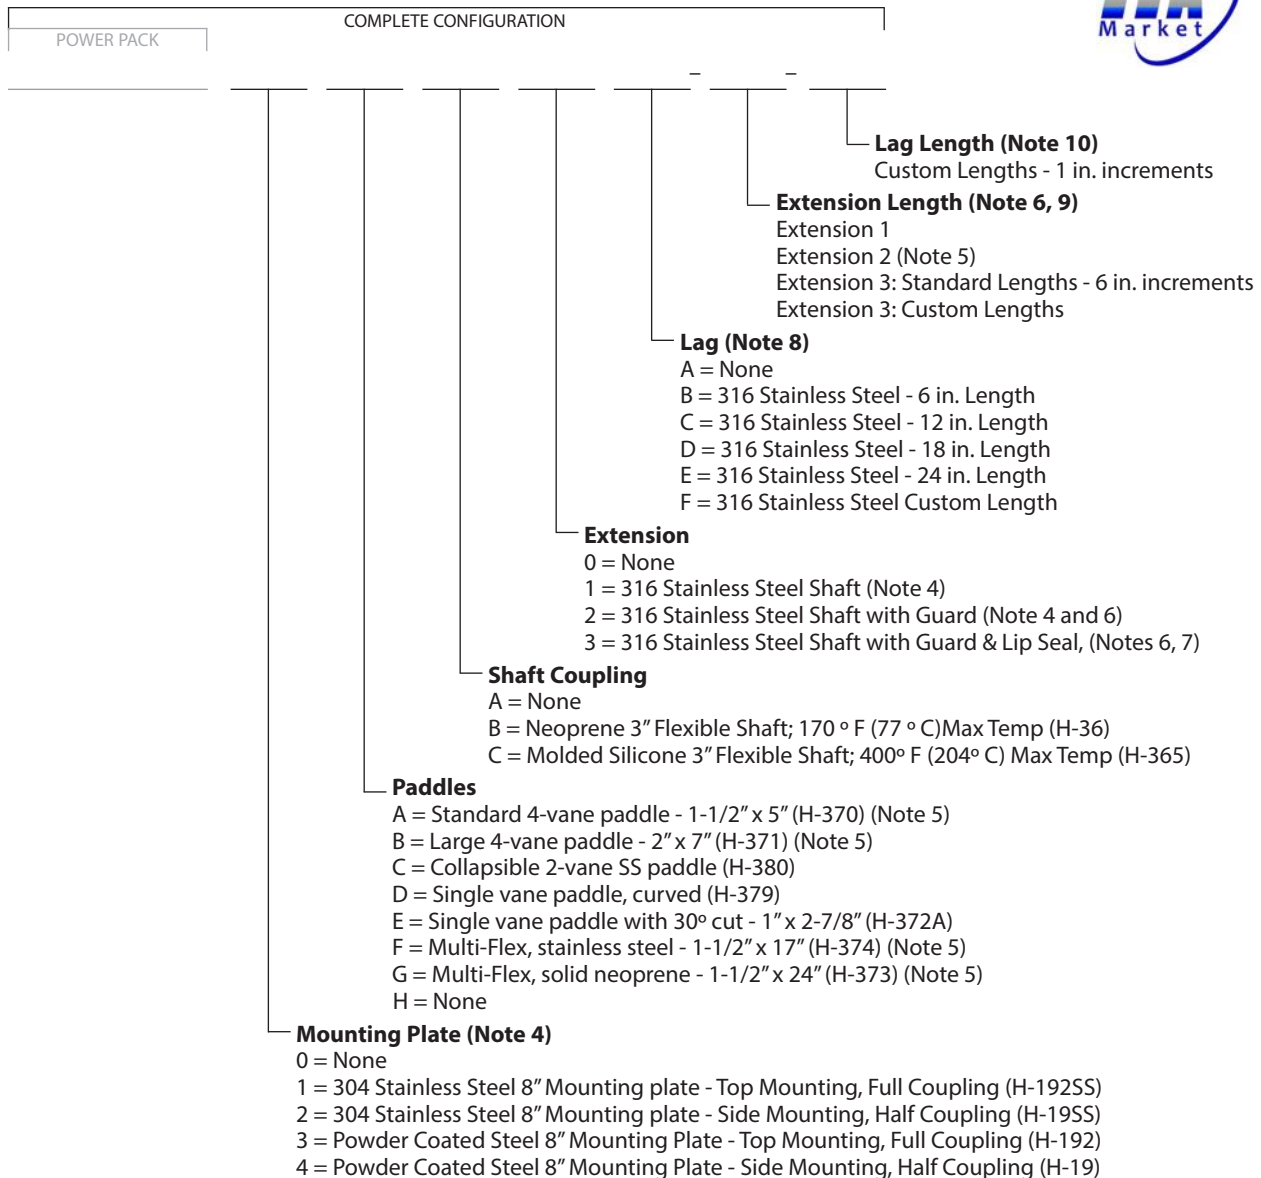 COMPLETE CONFIGURATION
POWER PACK
Market
– –
Lag Length (Note 10)
Custom Lengths - 1 in. increments
Extension Length (Note 6, 9)
Extension 1
Extension 2 (Note 5)
Extension 3: Standard Lengths - 6 in. increments
Extension 3: Custom Lengths
Lag (Note 8)
A = None
B = 316 Stainless Steel - 6 in. Length
C = 316 Stainless Steel - 12 in. Length
D = 316 Stainless Steel - 18 in. Length
E = 316 Stainless Steel - 24 in. Length
F = 316 Stainless Steel Custom Length
Extension
0 = None
1 = 316 Stainless Steel Shaft (Note 4)
2 = 316 Stainless Steel Shaft with Guard (Note 4 and 6)
3 = 316 Stainless Steel Shaft with Guard & Lip Seal, (Notes 6, 7)
Shaft Coupling
A = None
B = Neoprene 3” Flexible Shaft; 170 º F (77 º C)Max Temp (H-36)
C = Molded Silicone 3” Flexible Shaft; 400º F (204º C) Max Temp (H-365)
Paddles
A = Standard 4-vane paddle - 1-1/2” x 5” (H-370) (Note 5)
B = Large 4-vane paddle - 2” x 7” (H-371) (Note 5)
C = Collapsible 2-vane SS paddle (H-380)
D = Single vane paddle, curved (H-379)
E = Single vane paddle with 30º cut - 1” x 2-7/8” (H-372A)
F = Multi-Flex, stainless steel - 1-1/2” x 17” (H-374) (Note 5)
G = Multi-Flex, solid neoprene - 1-1/2” x 24” (H-373) (Note 5)
H = None
Mounting Plate (Note 4)
0 = None
1 = 304 Stainless Steel 8” Mounting plate - Top Mounting, Full Coupling (H-192SS)
2 = 304 Stainless Steel 8” Mounting plate - Side Mounting, Half Coupling (H-19SS)
3 = Powder Coated Steel 8” Mounting Plate - Top Mounting, Full Coupling (H-192)
4 = Powder Coated Steel 8” Mounting Plate - Side Mounting, Half Coupling (H-19)